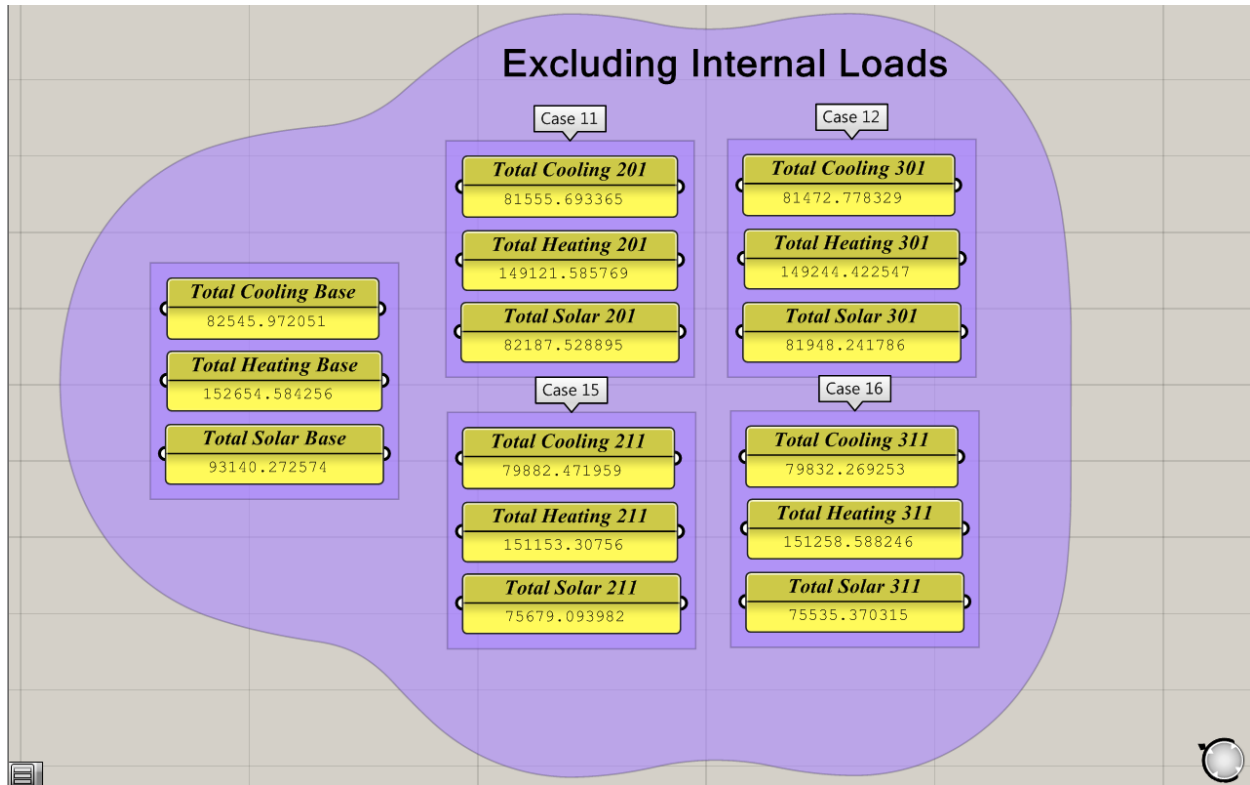 Excluding Internal Loads
Total Cooling Base
82545.972051
Total Heating Base
152654.584256
Total Solar Base
93140.272574
Case 11
Total Cooling 201
81555.693365
Total Heating 201
149121.585769
Total Solar 201
82187.528895
Case 12
Total Cooling 301
81472.778329
Total Heating 301
149244.422547
Total Solar 301
81948.241786
Case 15
Total Cooling 211
79882.471959
Total Heating 211
151153.30756
Total Solar 211
75679.093982
Case 16
Total Cooling 311
79832.269253
Total Heating 311
151258.588246
Total Solar 311
75535.370315